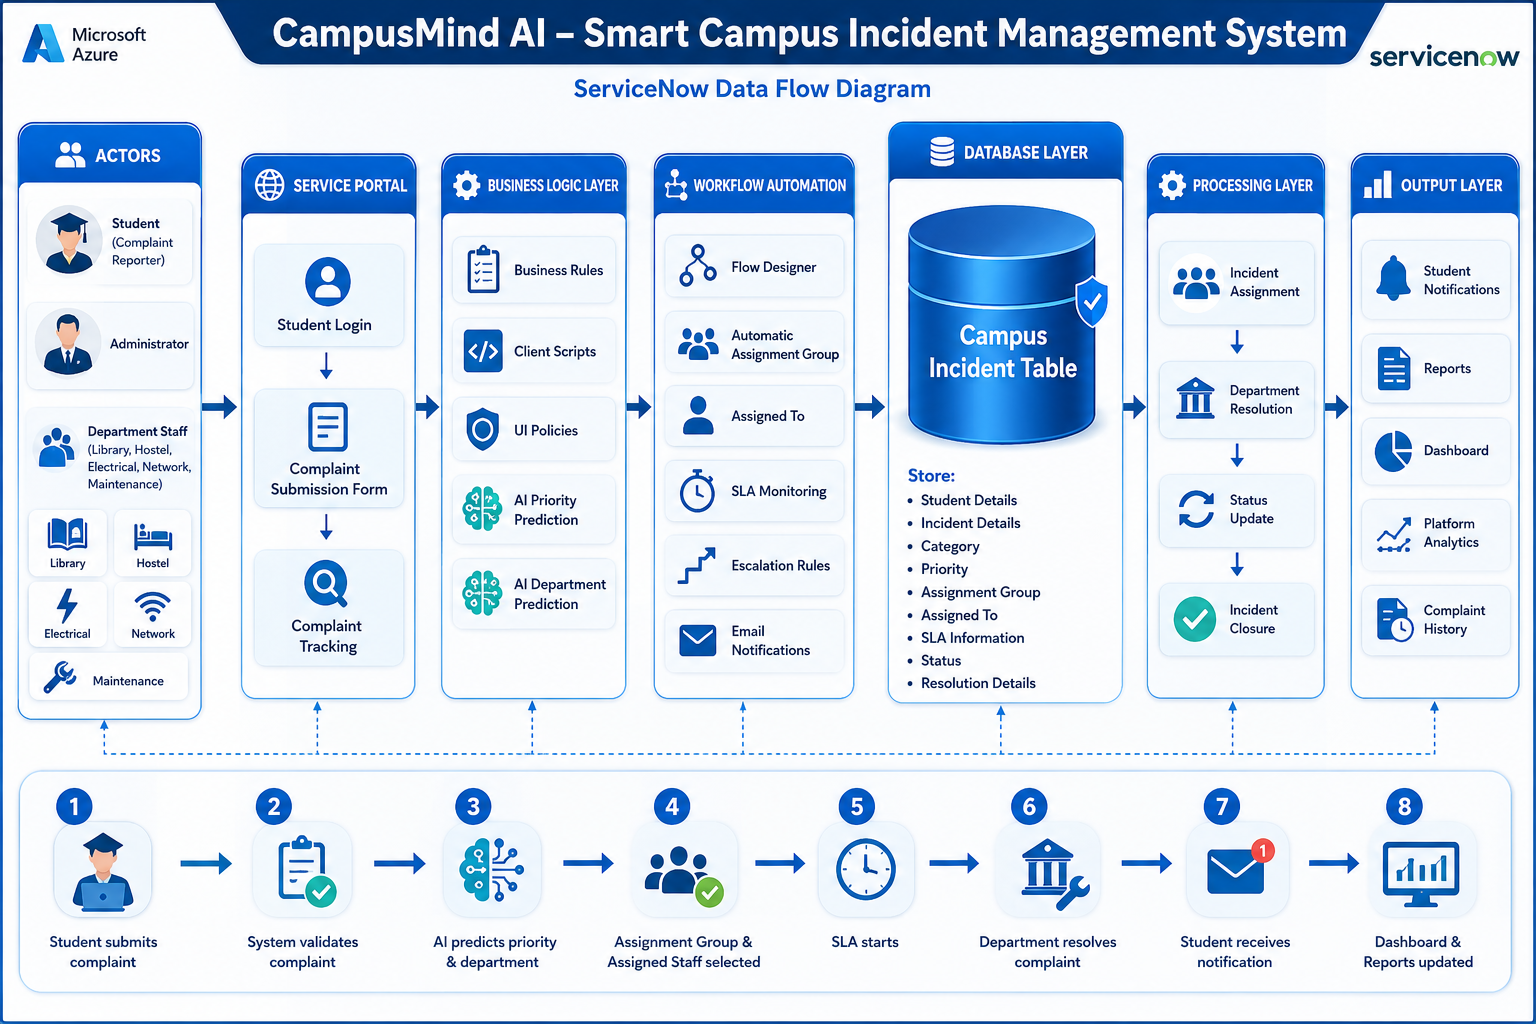 Microsoft
Azure
CampusMind AI – Smart Campus Incident Management System
servicenow
ServiceNow Data Flow Diagram
ACTORS
Student
(Complaint
Reporter)
Administrator
Department Staff
(Library, Hostel,
Electrical, Network,
Maintenance)
Library
Hostel
Electrical
Network
Maintenance
SERVICE PORTAL
Student Login
Complaint
Submission Form
Complaint
Tracking
BUSINESS LOGIC LAYER
Business Rules
Client Scripts
UI Policies
AI Priority
Prediction
AI Department
Prediction
WORKFLOW AUTOMATION
Flow Designer
Automatic
Assignment Group
Assigned To
SLA Monitoring
Escalation Rules
Email
Notifications
DATABASE LAYER
Campus
Incident Table
Store:
• Student Details
• Incident Details
• Category
• Priority
• Assignment Group
• Assigned To
• SLA Information
• Status
• Resolution Details
PROCESSING LAYER
Incident
Assignment
Department
Resolution
Status
Update
Incident
Closure
OUTPUT LAYER
Student
Notifications
Reports
Dashboard
Platform
Analytics
Complaint
History
1
Student submits
complaint
2
System validates
complaint
3
AI predicts priority
& department
4
Assignment Group &
Assigned Staff selected
5
SLA starts
6
Department resolves
complaint
7
1
Student receives
notification
8
Dashboard &
Reports updated